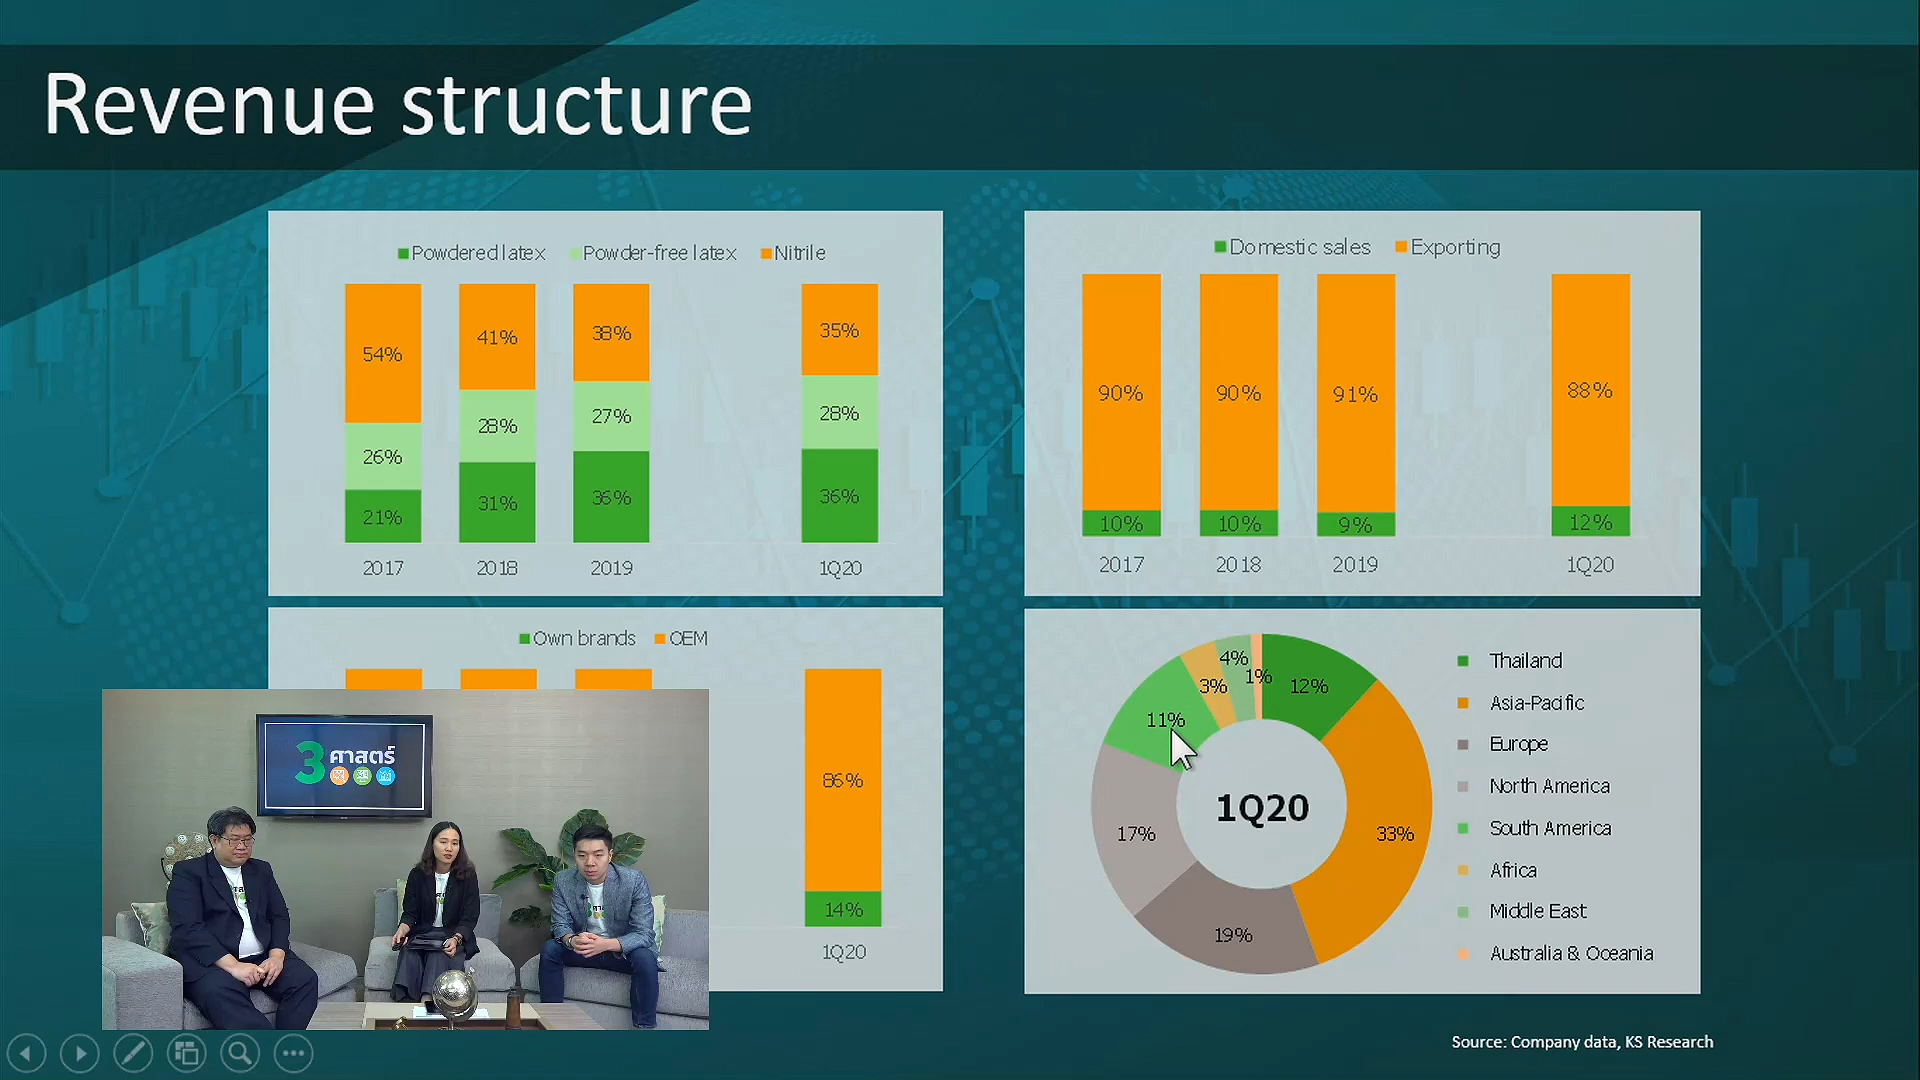 Revenue structure
Powdered latex Powder-free latex Nitrile
54% 41% 38% 35%
26% 28% 27% 28%
21% 31% 36% 36%
2017 2018 2019 1Q20
Domestic sales Exporting
90% 90% 91% 88%
10% 10% 9% 12%
2017 2018 2019 1Q20
Own brands OEM
86%
14%
1Q20
3 ศาสตร์
4%
3% 1% 12%
11%
17% 33%
19%
1Q20
Thailand
Asia-Pacific
Europe
North America
South America
Africa
Middle East
Australia & Oceania
Source: Company data, KS Research